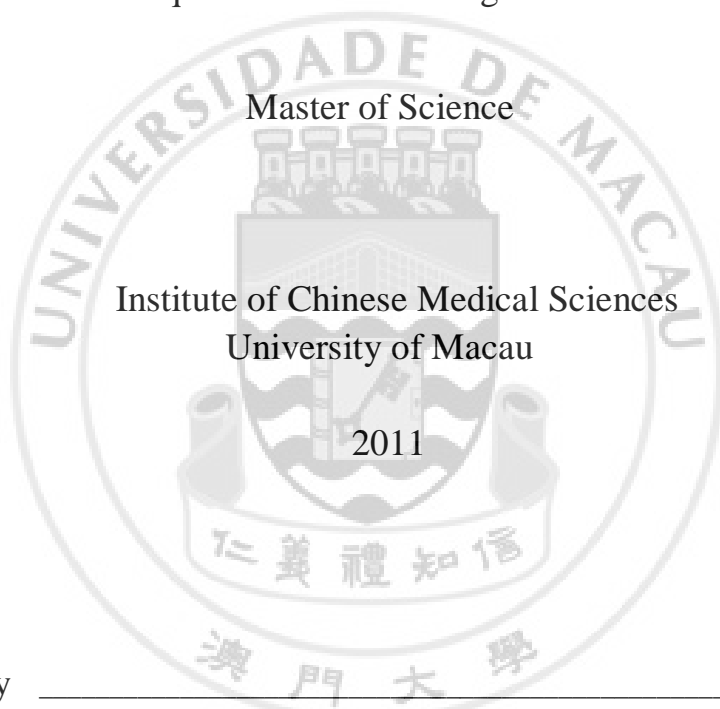 Master of Science
Institute of Chinese Medical Sciences
University of Macau
2011
UNIVERSIDADE DE MACAU
仁義禮知信
澳門大學
y